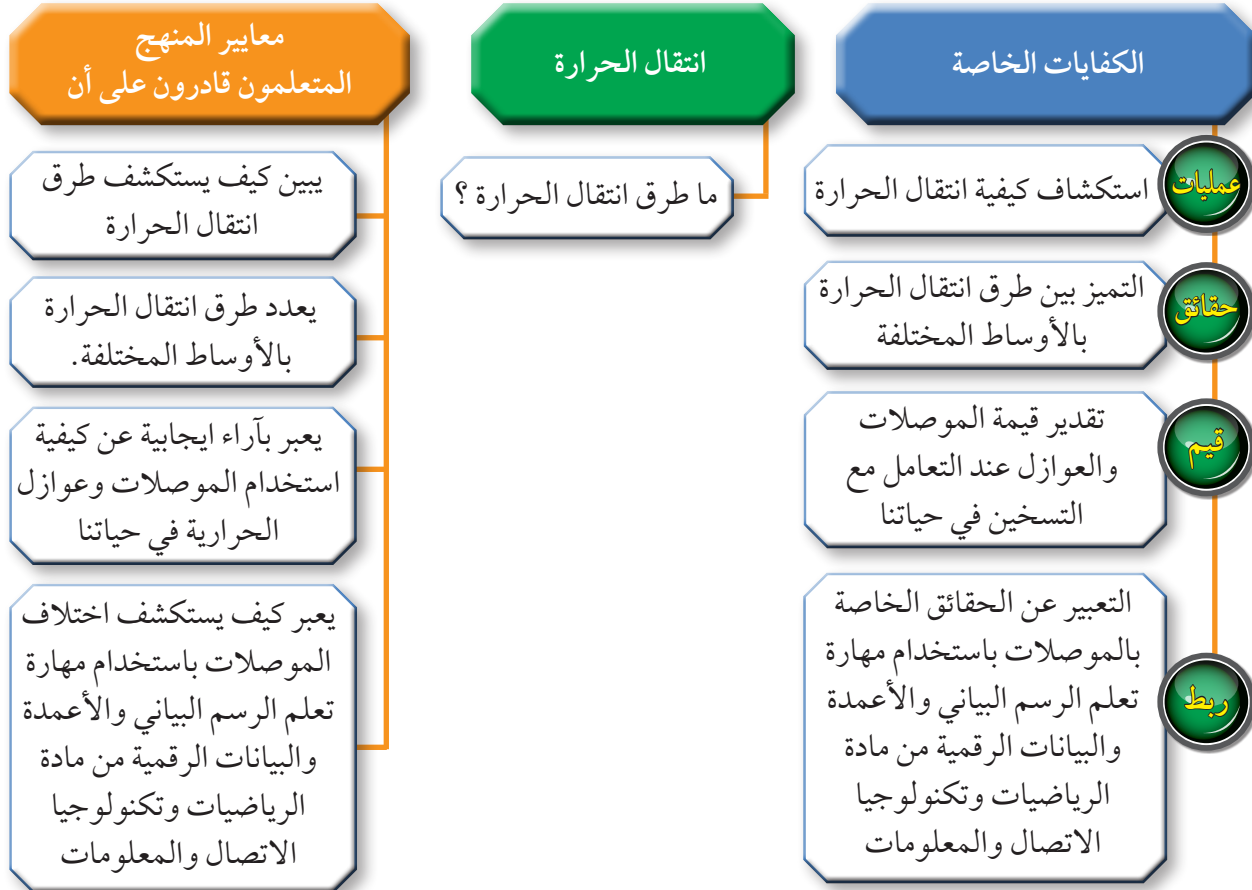 الكفايات الخاصة
عمليات
استكشاف كيفية انتقال الحرارة
حقائق
التميز بين طرق انتقال الحرارة
بالأوساط المختلفة
قيم
تقدير قيمة الموصلات
والعوازل عند التعامل مع
التسخين في حياتنا
ربط
التعبير عن الحقائق الخاصة
بالموصلات باستخدام مهارة
تعلم الرسم البياني والأعمدة
والبيانات الرقمية من مادة
الرياضيات وتكنولوجيا
الاتصال والمعلومات
انتقال الحرارة
ما طرق انتقال الحرارة ؟
معايير المنهج
المتعلمون قادرون على أن
يبين كيف يستكشف طرق
انتقال الحرارة
يعدد طرق انتقال الحرارة
بالأوساط المختلفة.
يعبر بآراء ايجابية عن كيفية
استخدام الموصلات وعوازل
الحرارية في حياتنا
يعبر كيف يستكشف اختلاف
الموصلات باستخدام مهارة
تعلم الرسم البياني والأعمدة
والبيانات الرقمية من مادة
الرياضيات وتكنولوجيا
الاتصال والمعلومات